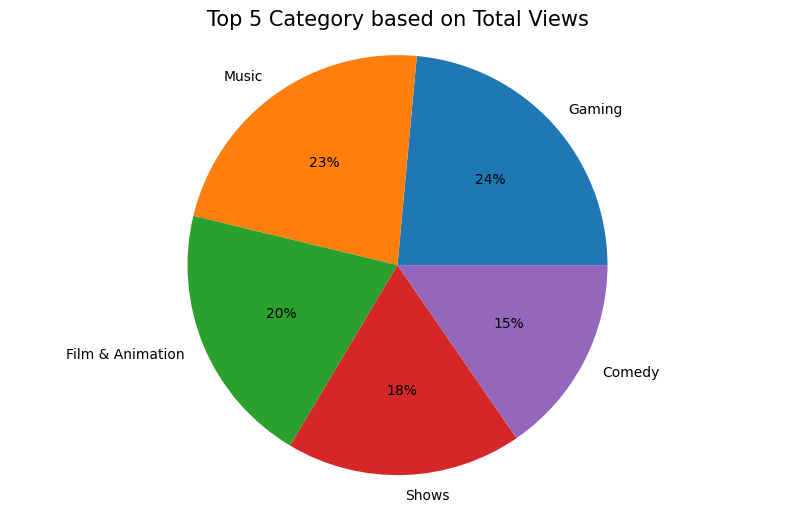 Top 5 Category based on Total Views
Music
Gaming
23%
24%
20%
15%
Film & Animation
18%
Comedy
Shows